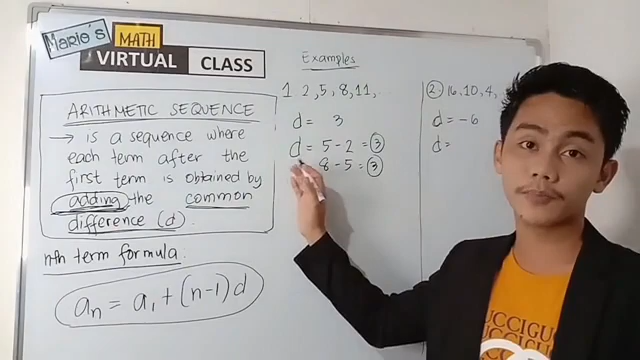 Mario's
MATH
VIRTUAL CLASS
ARITHMETIC SEQUENCE
→ is a sequence where
each term after the
first term is obtained by
adding the common
difference (d).
nth term formula:
aₙ = a₁ + (n-1)d
Examples
1. 2, 5, 8, 11, ...
d = 3
d = 5 - 2 = 3
8 - 5 = 3
2. 16, 10, 4,
d = -6
d =
UCCIGU
UCCIGU